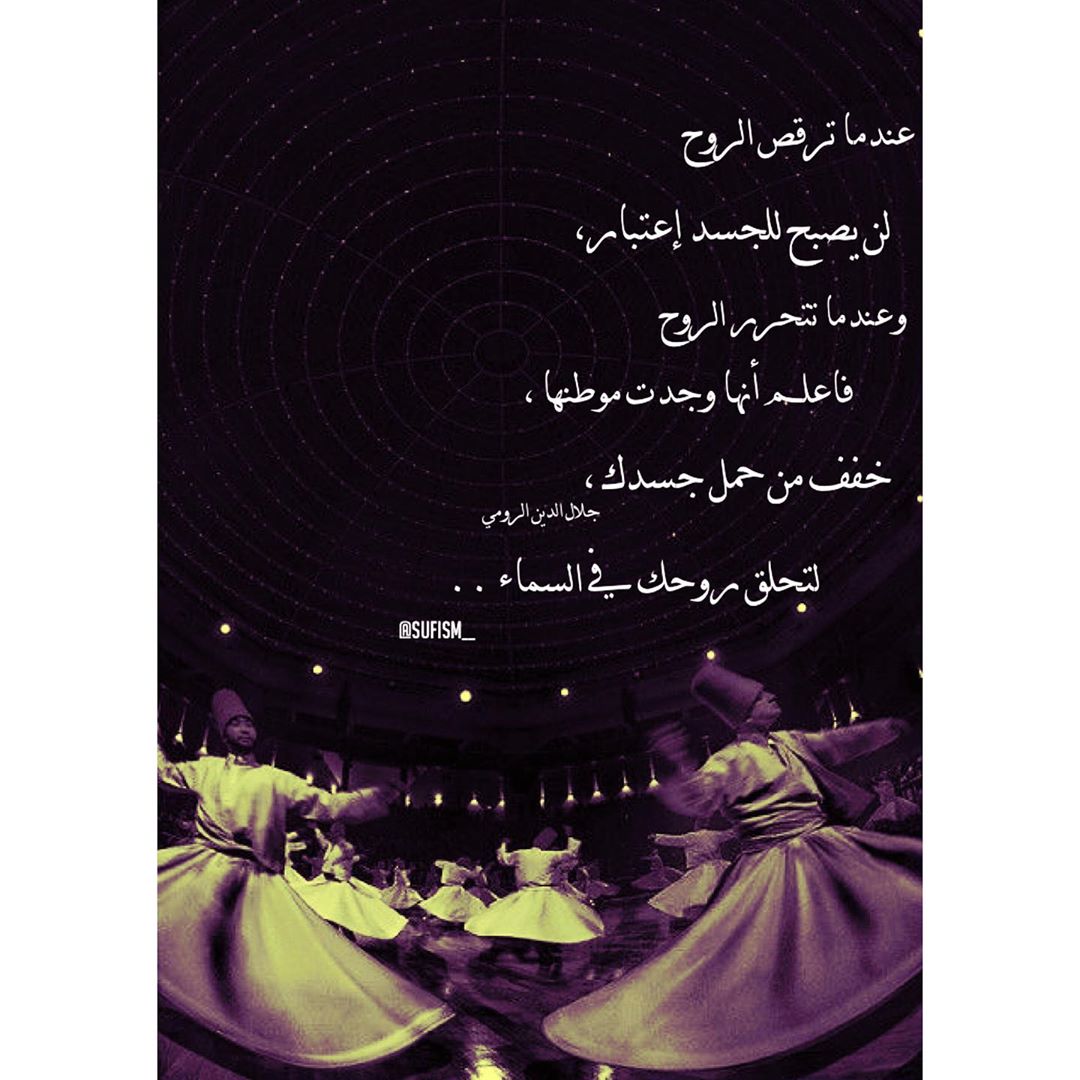 عندما ترقص الروح
لن يصبح للجسد إعتبار،
وعندما تتحرر الروح
فاعلم أنها وجدت موطنها ،
خفف من حمل جسدك ،
جلال الدين الرومي
لتحلق روحك في السماء . .
@SUFISM__